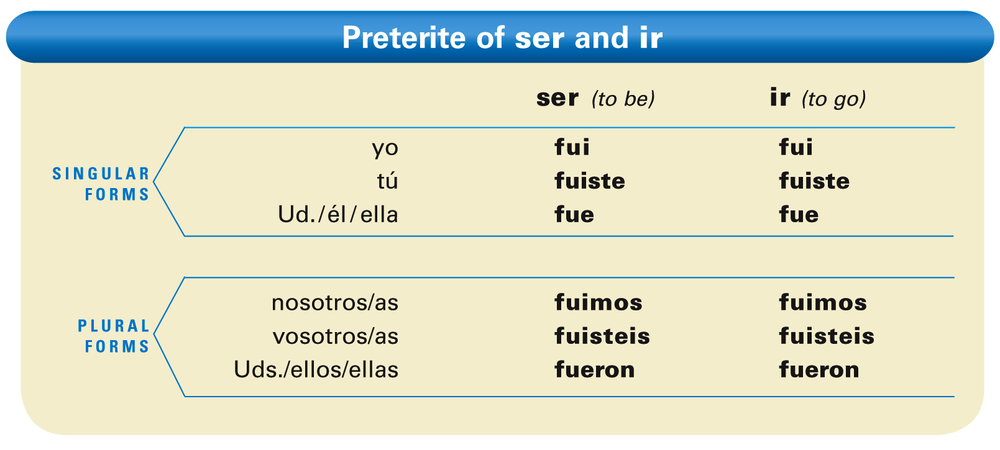 Preterite of ser and ir
ser (to be) ir (to go)
SINGULAR FORMS
yo fui fui
tú fuiste fuiste
Ud./él/ella fue fue
PLURAL FORMS
nosotros/as fuimos fuimos
vosotros/as fuisteis fuisteis
Uds./ellos/ellas fueron fueron